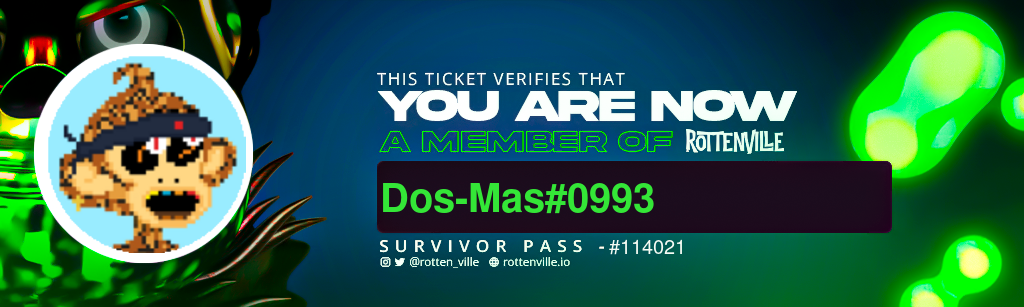 THIS TICKET VERIFIES THAT
YOU ARE NOW
A MEMBER OF ROTTENVILLE
Dos-Mas#0993
SURVIVOR PASS - #114021
@rotten_ville rottenville.io